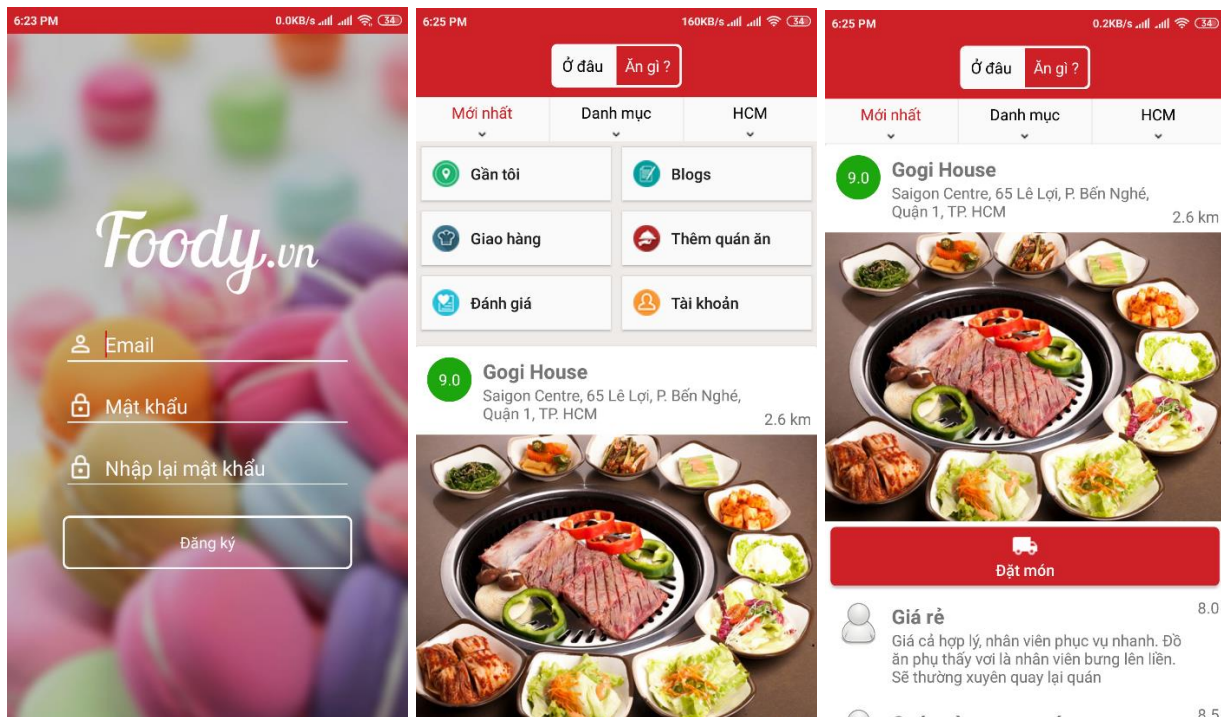 6:23 PM 0.0KB/s 34
Foody.vn
Email
Mật khẩu
Nhập lại mật khẩu
Đăng ký
6:25 PM 160KB/s 34
Ở đâu Ăn gì ?
Mới nhất Danh mục HCM
Gần tôi Blogs
Giao hàng Thêm quán ăn
Đánh giá Tài khoản
9.0 Gogi House
Saigon Centre, 65 Lê Lợi, P. Bến Nghé,
Quận 1, TP. HCM 2.6 km
6:25 PM 0.2KB/s 34
Ở đâu Ăn gì ?
Mới nhất Danh mục HCM
9.0 Gogi House
Saigon Centre, 65 Lê Lợi, P. Bến Nghé,
Quận 1, TP. HCM 2.6 km
Đặt món
Giá rẻ 8.0
Giá cả hợp lý, nhân viên phục vụ nhanh. Đồ
ăn phụ thấy vơi là nhân viên bưng lên liền.
Sẽ thường xuyên quay lại quán
8.5